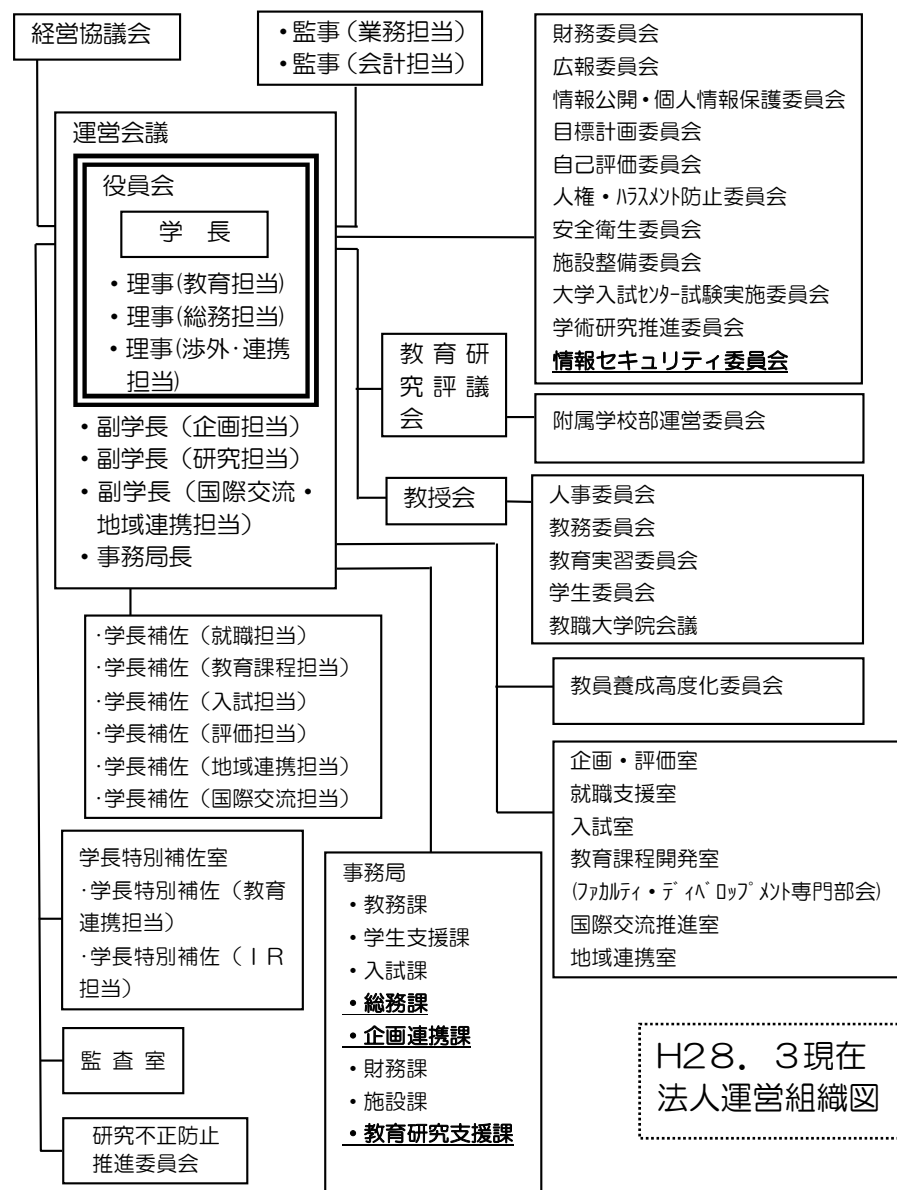 経営協議会
・監事(業務担当)
・監事(会計担当)
財務委員会
広報委員会
情報公開・個人情報保護委員会
目標計画委員会
自己評価委員会
人権・ハラスメント防止委員会
安全衛生委員会
施設整備委員会
大学入試センター試験実施委員会
学術研究推進委員会
情報セキュリティ委員会
運営会議
役員会
学 長
・理事(教育担当)
・理事(総務担当)
・理事(渉外・連携
担当)
・副学長(企画担当)
・副学長(研究担当)
・副学長(国際交流・
地域連携担当)
・事務局長
教 育 研
究 評 議
会
附属学校部運営委員会
教授会
人事委員会
教務委員会
教育実習委員会
学生委員会
教職大学院会議
教員養成高度化委員会
・学長補佐(就職担当)
・学長補佐(教育課程担当)
・学長補佐(入試担当)
・学長補佐(評価担当)
・学長補佐(地域連携担当)
・学長補佐(国際交流担当)
企画・評価室
就職支援室
入試室
教育課程開発室
(ファカルティ・ディベロップメント専門部会)
国際交流推進室
地域連携室
学長特別補佐室
・学長特別補佐(教育
連携担当)
・学長特別補佐(IR
担当)
監 査 室
研究不正防止
推進委員会
事務局
・教務課
・学生支援課
・入試課
・総務課
・企画連携課
・財務課
・施設課
・教育研究支援課
H28.3現在
法人運営組織図